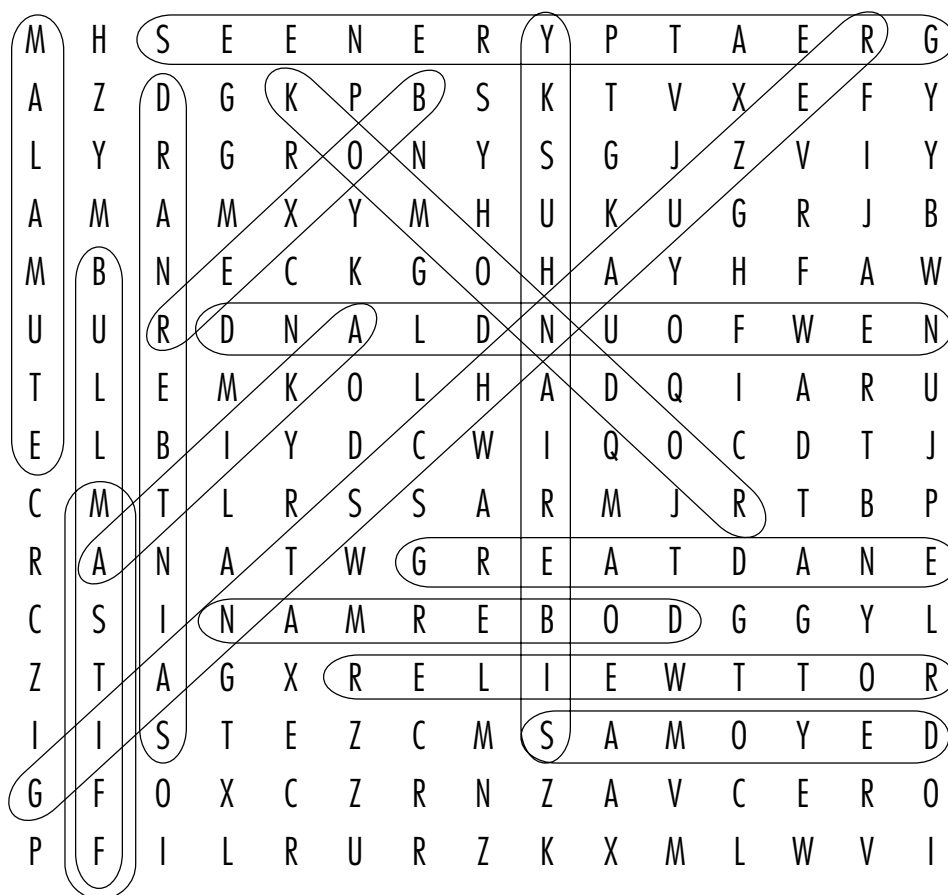 M H S E E N E R Y P T A E R G
A Z D G K P B S K T V X E F Y
L Y R G R O N Y S G J Z V I Y
A M A M X Y M H U K U G R J B
M B N E C K G O H A Y H F A W
U U R D N A L D N U O F W E N
T L E M K O L H A D Q I A R U
E L B I Y D C W I Q O C D T J
C M T L R S S A R M J R T B P
R A N A T W G R E A T D A N E
C S I N A M R E B O D G G Y L
Z T A G X R E L I E W T T O R
I I S T E Z C M S A M O Y E D
G F O X C Z R N Z A V C E R O
P F I L R U R Z K X M L W V I